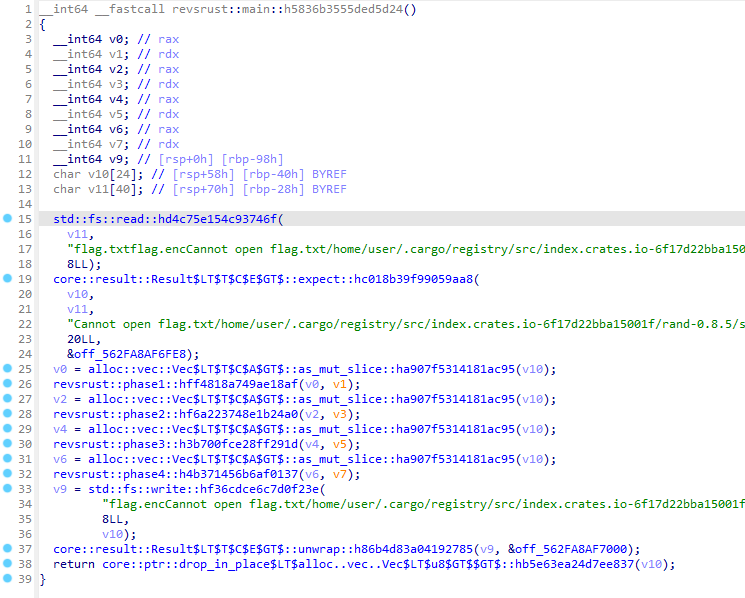 1 __int64 __fastcall revsrust::main::h5836b3555ded5d24()
2 {
3 __int64 v0; // rax
4 __int64 v1; // rdx
5 __int64 v2; // rax
6 __int64 v3; // rdx
7 __int64 v4; // rax
8 __int64 v5; // rdx
9 __int64 v6; // rax
10 __int64 v7; // rdx
11 __int64 v9; // [rsp+0h] [rbp-98h]
12 char v10[24]; // [rsp+58h] [rbp-40h] BYREF
13 char v11[40]; // [rsp+70h] [rbp-28h] BYREF
14
15 std::fs::read::hd4c75e154c93746f(
16 v11,
17 "flag.txtflag.encCannot open flag.txt/home/user/.cargo/registry/src/index.crates.io-6f17d22bba150
18 8LL);
19 core::result::Result$LT$T$C$E$GT$::expect::hc018b39f99059aa8(
20 v10,
21 v11,
22 "Cannot open flag.txt/home/user/.cargo/registry/src/index.crates.io-6f17d22bba15001f/rand-0.8.5/s
23 20LL,
24 &off_562FA8AF6FE8);
25 v0 = alloc::vec::Vec$LT$T$C$A$GT$::as_mut_slice::ha907f5314181ac95(v10);
26 revsrust::phase1::hff4818a749ae18af(v0, v1);
27 v2 = alloc::vec::Vec$LT$T$C$A$GT$::as_mut_slice::ha907f5314181ac95(v10);
28 revsrust::phase2::hf6a223748e1b24a0(v2, v3);
29 v4 = alloc::vec::Vec$LT$T$C$A$GT$::as_mut_slice::ha907f5314181ac95(v10);
30 revsrust::phase3::h3b700fce28ff291d(v4, v5);
31 v6 = alloc::vec::Vec$LT$T$C$A$GT$::as_mut_slice::ha907f5314181ac95(v10);
32 revsrust::phase4::h4b371456b6af0137(v6, v7);
33 v9 = std::fs::write::hf36cdce6c7d0f23e(
34 "flag.encCannot open flag.txt/home/user/.cargo/registry/src/index.crates.io-6f17d22bba15001f
35 8LL,
36 v10);
37 core::result::Result$LT$T$C$E$GT$::unwrap::h86b4d83a04192785(v9, &off_562FA8AF7000);
38 return core::ptr::drop_in_place$LT$alloc..vec..Vec$LT$u8$GT$$GT$::hb5e63ea24d7ee837(v10);
39 }